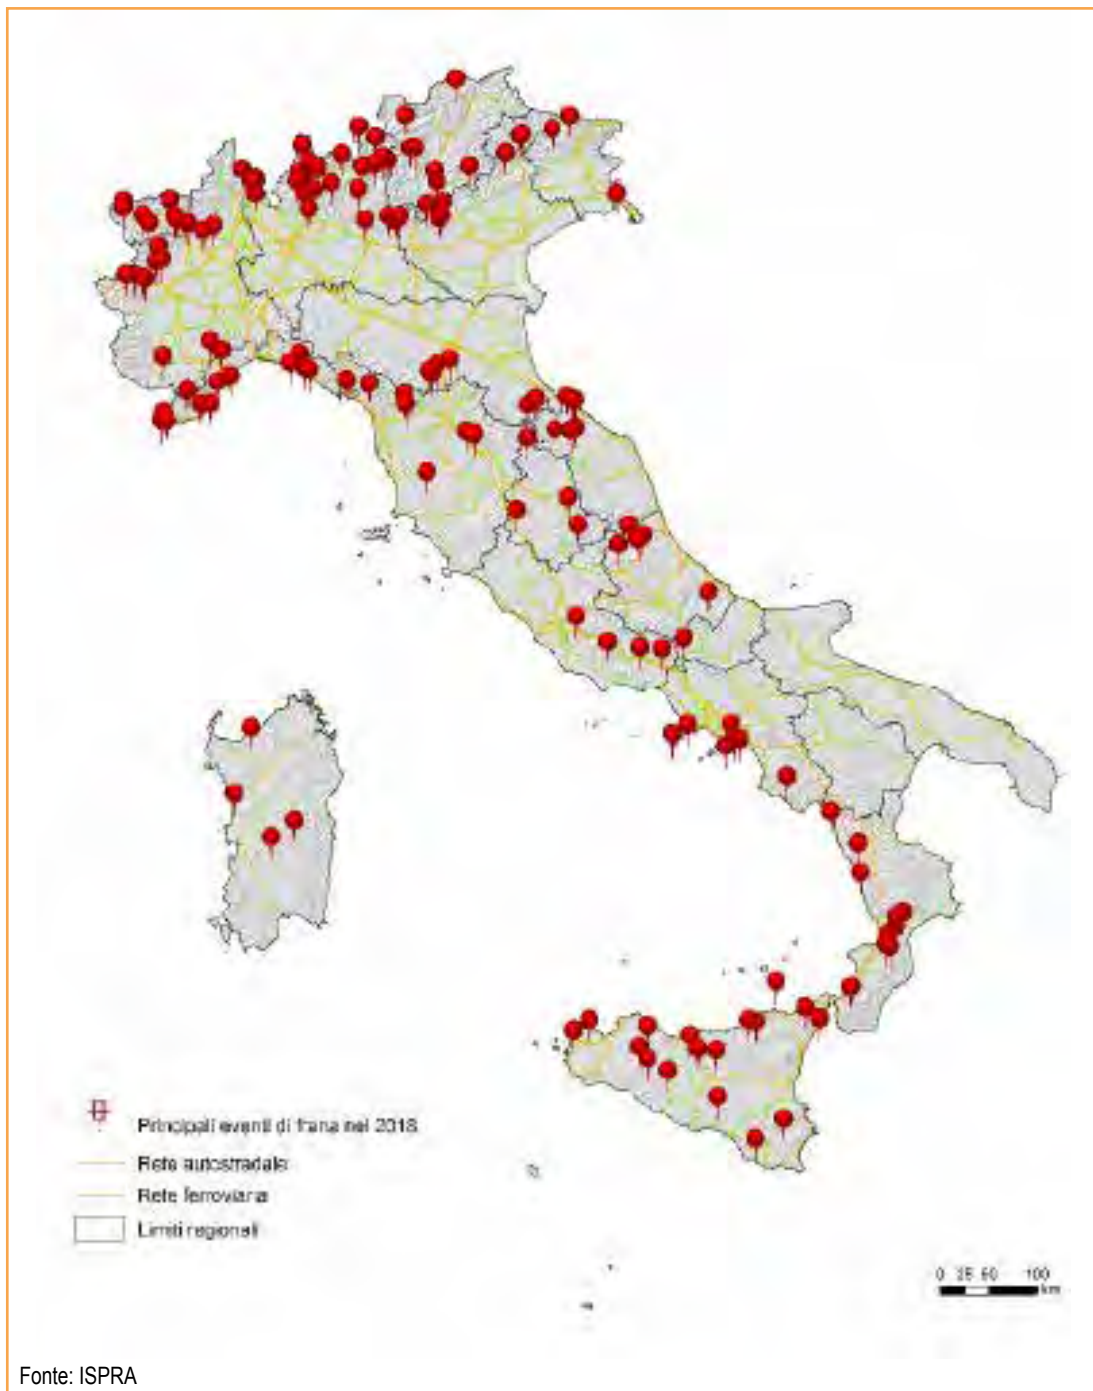 Principali eventi di frana nel 2018
Rete autostradale
Rete ferroviaria
Limiti regionali
0 25 50 100
km
Fonte: ISPRA